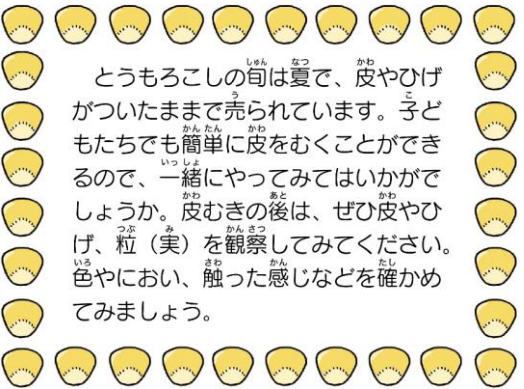 とうもろこしの旬は夏で、皮やひげ
がついたままで売られています。子ど
もたちでも簡単に皮をむくことができ
るので、一緒にやってみてはいかがで
しょうか。皮むきの後は、ぜひ皮やひ
げ、粒（実）を観察してみてください。
色やにおい、触った感じなどを確かめ
てみましょう。